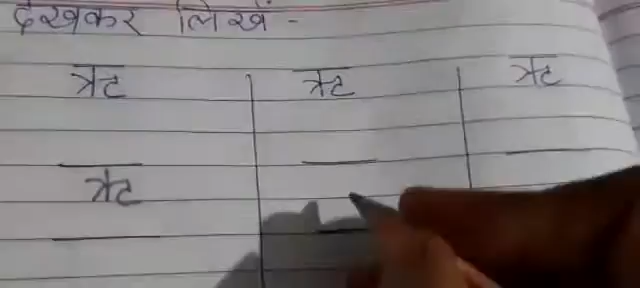 देखकर लिखें -
ऋ ऋ ऋ
ऋ